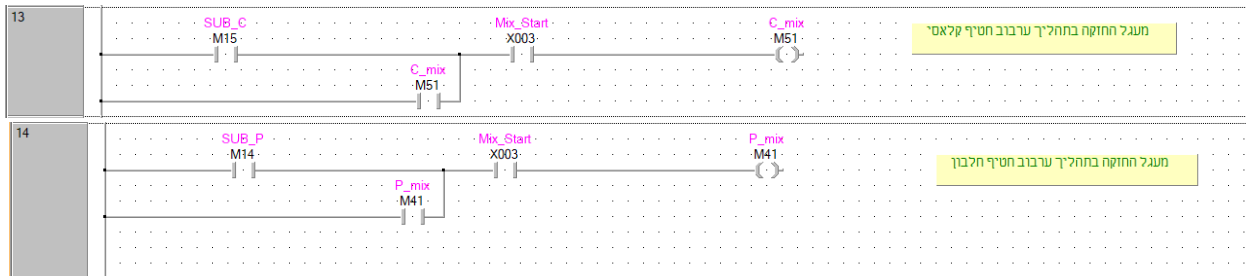 13
SUB_C
M15
Mix_Start
X003
C_mix
M51
מעגל החזקה בתהליך ערבוב חטיף קלאסי
C_mix
M51
14
SUB_P
M14
Mix_Start
X003
P_mix
M41
מעגל החזקה בתהליך ערבוב חטיף חלבון
P_mix
M41